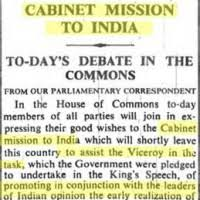 CABINET MISSION
TO INDIA
TO-DAY'S DEBATE IN THE
COMMONS
FROM OUR PARLIAMENTARY CORRESPONDENT
In the House of Commons to-day
members of all parties will join in ex-
pressing their good wishes to the Cabinet
mission to India which will shortly leave
this country to assist the Viceroy in the
task, which the Government were pledged
to undertake in the King's Speech, of
promoting in conjunction with the leaders
of Indian opinion the early realization of